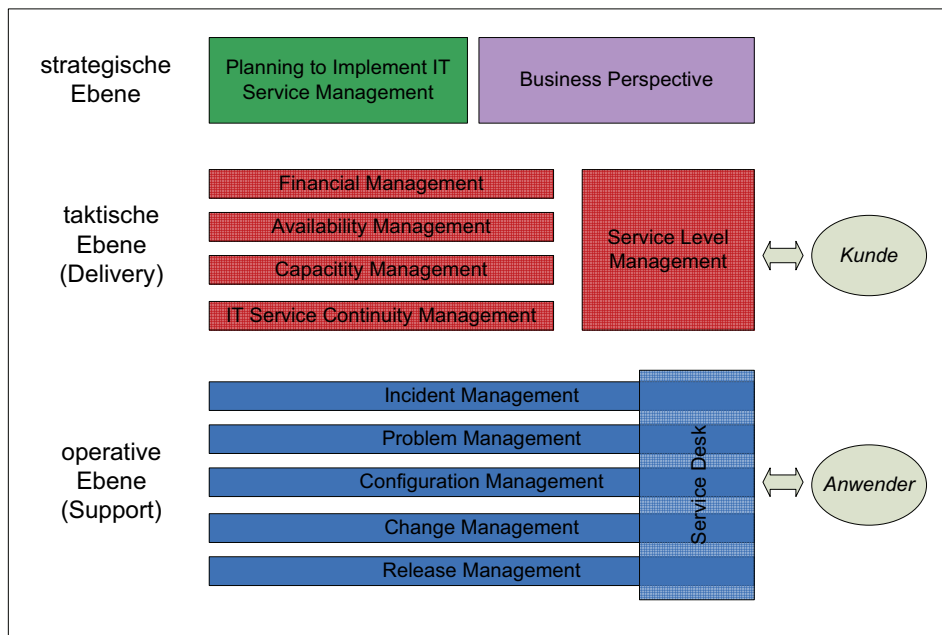 strategische
Ebene
Planning to Implement IT
Service Management
Business Perspective
taktische
Ebene
(Delivery)
Financial Management
Availability Management
Capacitity Management
IT Service Continuity Management
Service Level
Management
Kunde
operative
Ebene
(Support)
Incident Management
Problem Management
Configuration Management
Change Management
Release Management
Service Desk
Anwender